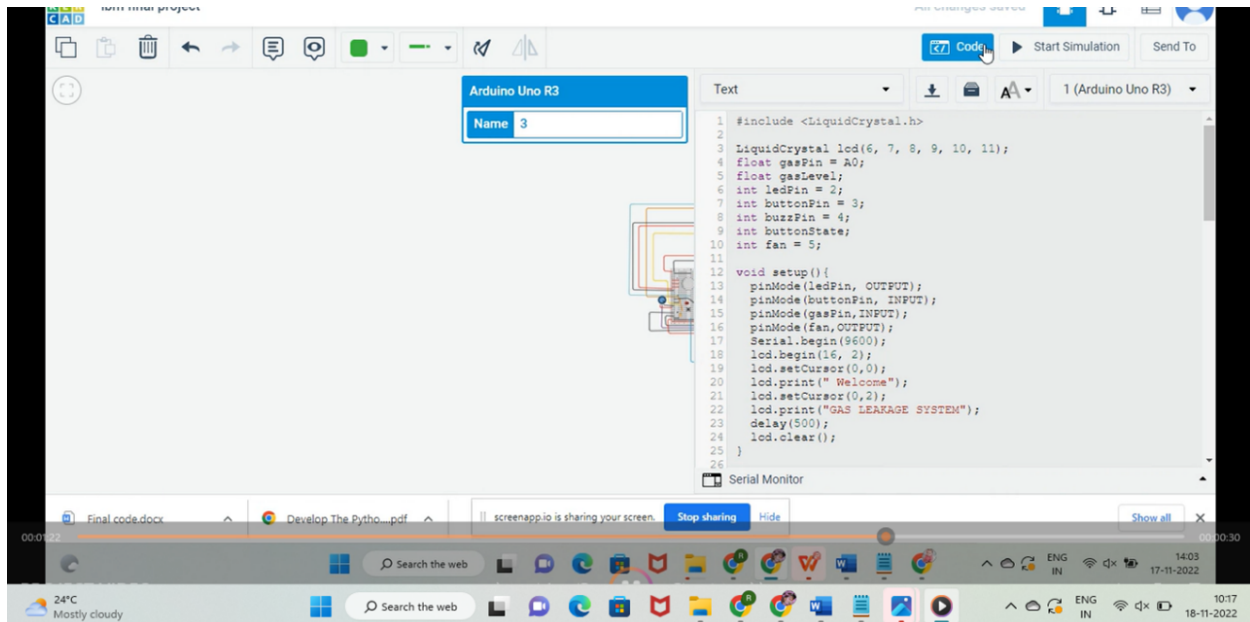 CAD
ibm final project
All changes saved
Code
Start Simulation
Send To
Arduino Uno R3
Name 3
Text
1 (Arduino Uno R3)
1 #include <LiquidCrystal.h>
2
3 LiquidCrystal lcd(6, 7, 8, 9, 10, 11);
4 float gasPin = A0;
5 float gasLevel;
6 int ledPin = 2;
7 int buttonPin = 3;
8 int buzzPin = 4;
9 int buttonState;
10 int fan = 5;
11
12 void setup(){
13 pinMode(ledPin, OUTPUT);
14 pinMode(buttonPin, INPUT);
15 pinMode(gasPin,INPUT);
16 pinMode(fan,OUTPUT);
17 Serial.begin(9600);
18 lcd.begin(16, 2);
19 lcd.setCursor(0,0);
20 lcd.print(" Welcome");
21 lcd.setCursor(0,2);
22 lcd.print("GAS LEAKAGE SYSTEM");
23 delay(500);
24 lcd.clear();
25 }
26
Serial Monitor
Final code.docx
Develop The Pytho....pdf
screenapp.io is sharing your screen.
Stop sharing
Hide
Show all
00:01:22
00:00:30
Search the web
ENG
IN
14:03
17-11-2022
24°C
Mostly cloudy
Search the web
ENG
IN
10:17
18-11-2022